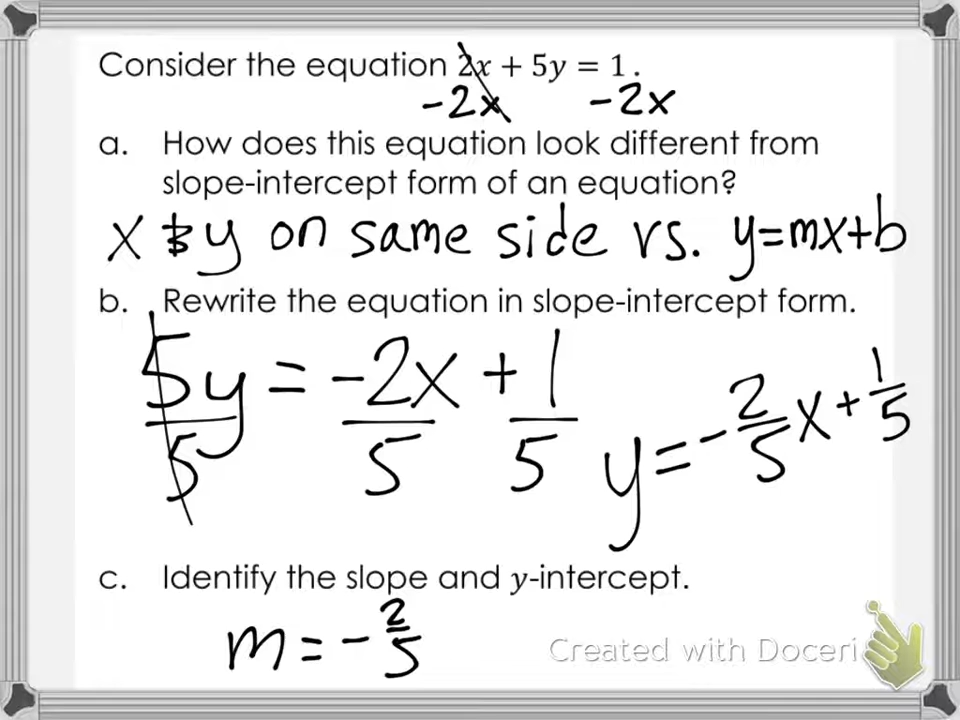 Consider the equation 2x + 5y = 1.
-2x -2x
a. How does this equation look different from
slope-intercept form of an equation?
x & y on same side vs. y=mx+b
b. Rewrite the equation in slope-intercept form.
5y/5 = -2x/5 + 1/5
y = -2/5x + 1/5
c. Identify the slope and y-intercept.
m = -2/5
Created with Doceri